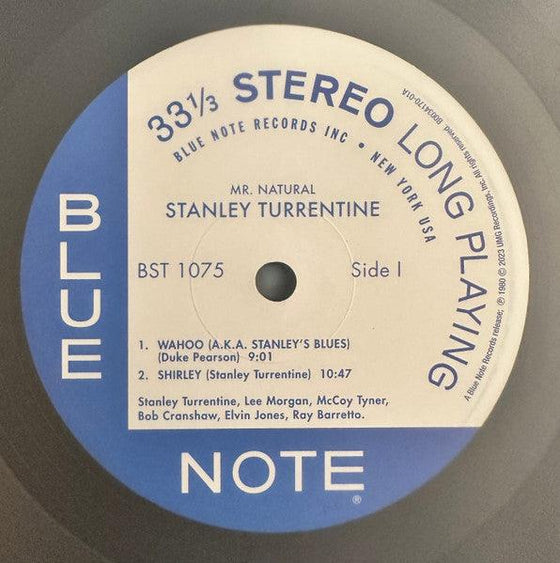 33⅓ STEREO LONG PLAYING
BLUE NOTE RECORDS INC • NEW YORK USA
MR. NATURAL
STANLEY TURRENTINE
BST 1075
Side I
1. WAHOO (A.K.A. STANLEY'S BLUES)
(Duke Pearson) 9:01
2. SHIRLEY (Stanley Turrentine) 10:47
Stanley Turrentine, Lee Morgan, McCoy Tyner,
Bob Cranshaw, Elvin Jones, Ray Barretto.
BLUE
NOTE®
A Blue Note Records release; ℗ 1980 © 2023 UMG Recordings, Inc. All rights reserved. B0034170-01A